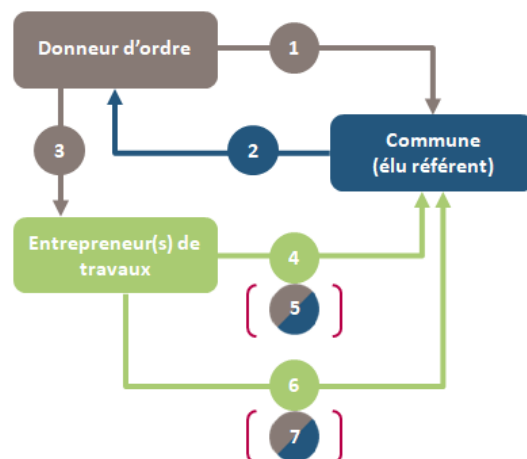 Donneur d'ordre
1
Commune
(élu référent)
2
3
Entrepreneur(s) de
travaux
4
5
6
7